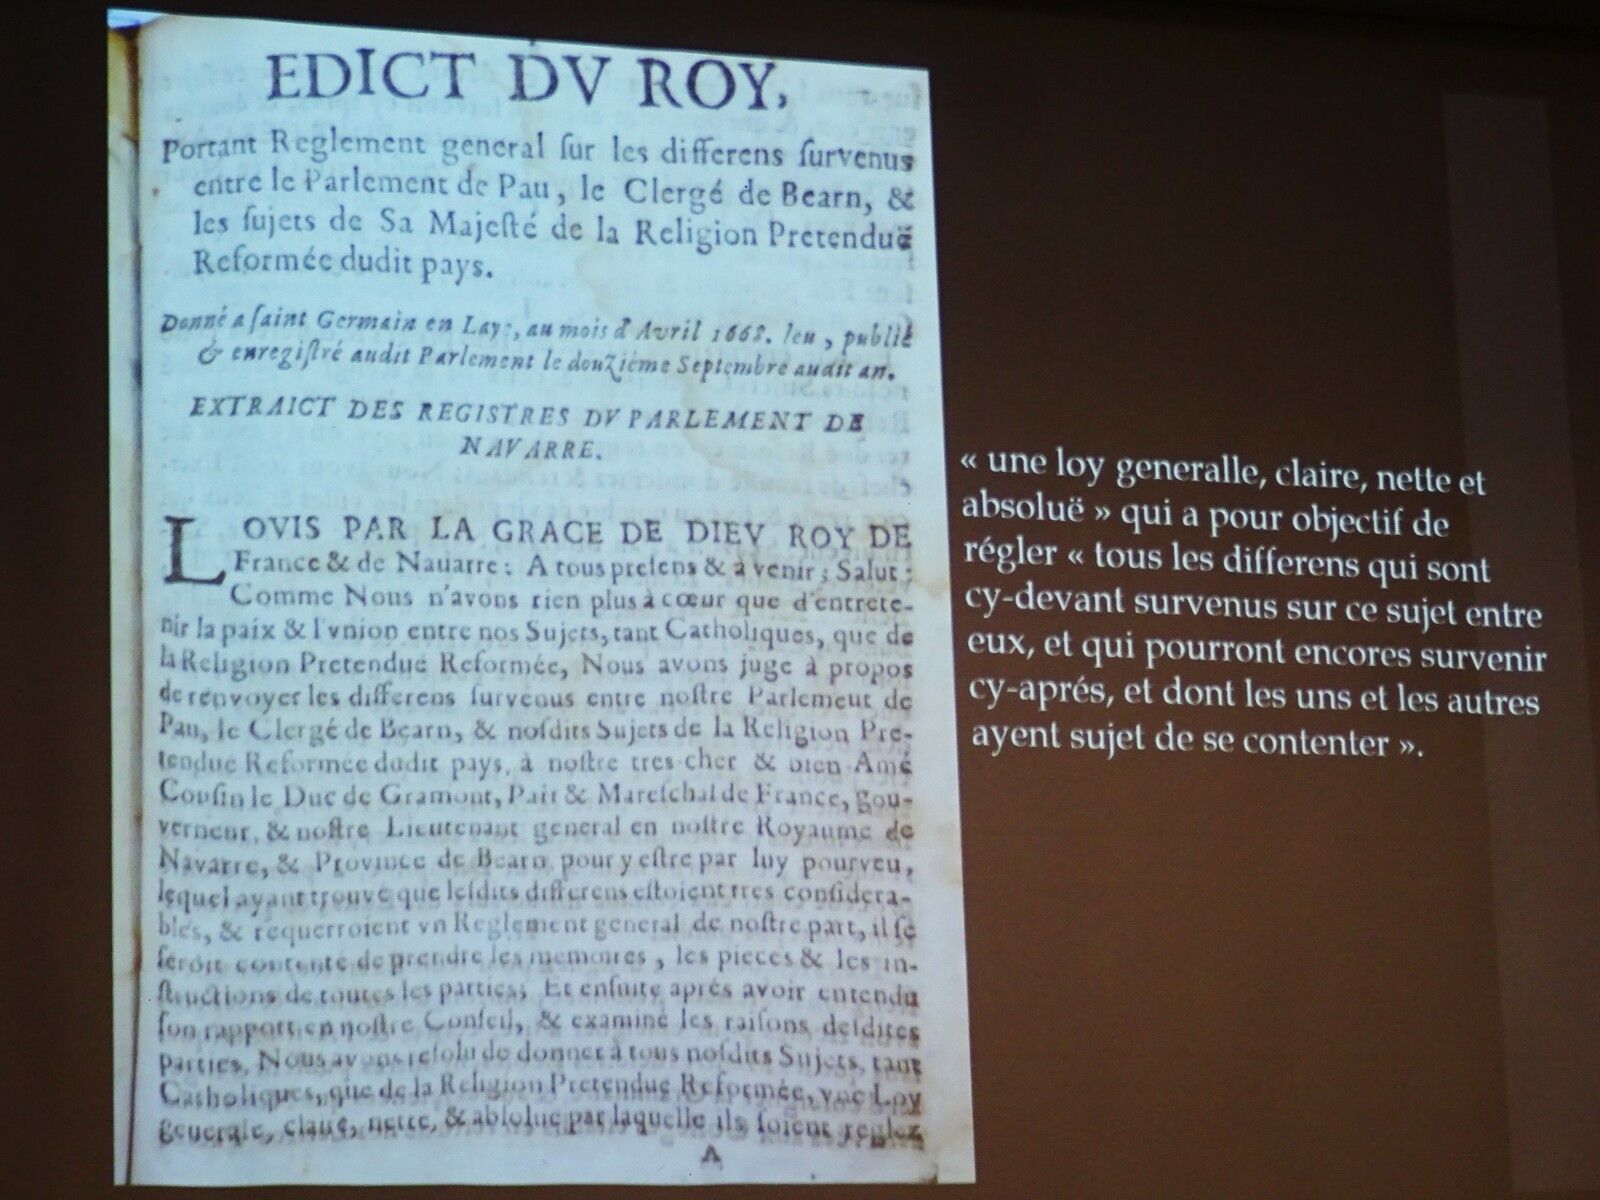 EDICT DV ROY,
Portant Reglement general ſur les differens ſurvenus
entre le Parlement de Pau, le Clergé de Bearn, &
les ſujets de Sa Majeſté de la Religion Pretenduë
Reformée dudit pays.
Donné a ſaint Germain en Laye, au mois d'Avril 1668. leu, publié
& enregiſtré audit Parlement le douziéme Septembre audit an.
EXTRAICT DES REGISTRES DV PARLEMENT DE
NAVARRE.
LOVIS PAR LA GRACE DE DIEV ROY DE
France & de Nauarre: A tous preſens & à venir; Salut;
Comme Nous n'avons rien plus à cœur que d'entrete-
nir la paix & l'vnion entre nos Sujets, tant Catholiques, que de
la Religion Pretenduë Reformée, Nous avons jugé à propos
de renvoyer les differens ſurvenus entre noſtre Parlement de
Pau, le Clergé de Bearn, & noſdits Sujets de la Religion Pre-
tenduë Reformée dudit pays, à noſtre tres-cher & bien Amé
Couſin le Duc de Gramont, Pair & Mareſchal de France, gou-
verneur, & noſtre Lieutenant general en noſtre Royaume de
Navarre, & Province de Bearn pour y eſtre par luy pourveu,
lequel ayant trouvé que leſdits differens eſtoient tres conſidera-
bles, & requerroient vn Reglement general de noſtre part, il ſe
ſeroit contenté de prendre les memoires, les pieces & les in-
ſtructions de toutes les parties; Et enſuite aprés avoir entendu
ſon rapport en noſtre Conſeil, & examiné les raiſons deſdites
parties, Nous avons reſolu de donner à tous noſdits Sujets, tant
Catholiques, que de la Religion Pretenduë Reformée, vne Loy
generale, claire, nette, & abſoluë par laquelle ils ſoient reglez
A
« une loy generalle, claire, nette et
absoluë » qui a pour objectif de
régler « tous les differens qui sont
cy-devant survenus sur ce sujet entre
eux, et qui pourront encores survenir
cy-aprés, et dont les uns et les autres
ayent sujet de se contenter ».